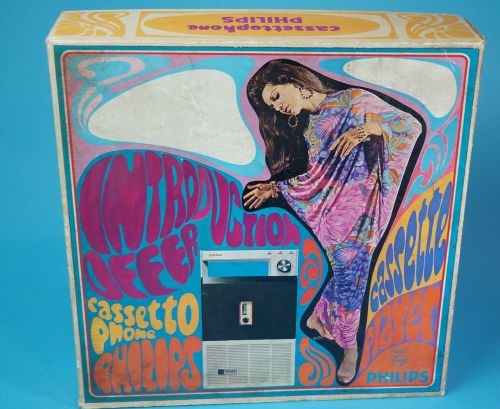 cassettophone
PHILIPS
INTRODUCTION
OFFER
cassetto
phone
PHILIPS
cassette
Player
PHILIPS